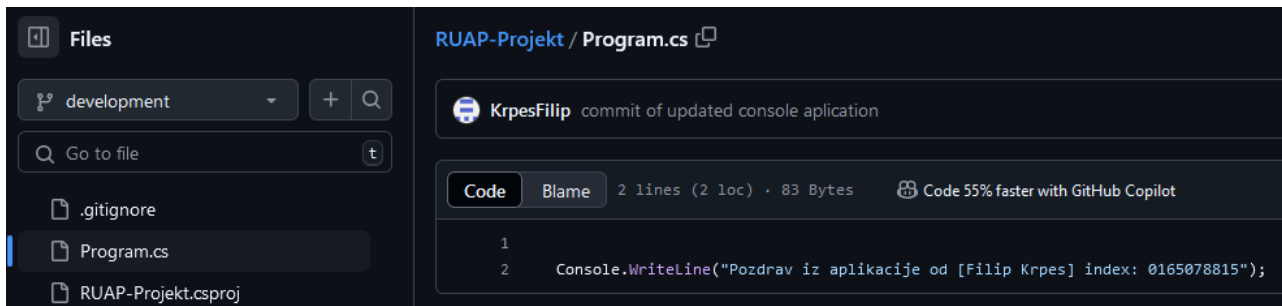 Files
development
Go to file
t
.gitignore
Program.cs
RUAP-Projekt.csproj
RUAP-Projekt / Program.cs
KrpesFilip commit of updated console aplication
Code Blame 2 lines (2 loc) · 83 Bytes Code 55% faster with GitHub Copilot
1
2 Console.WriteLine("Pozdrav iz aplikacije od [Filip Krpes] index: 0165078815");